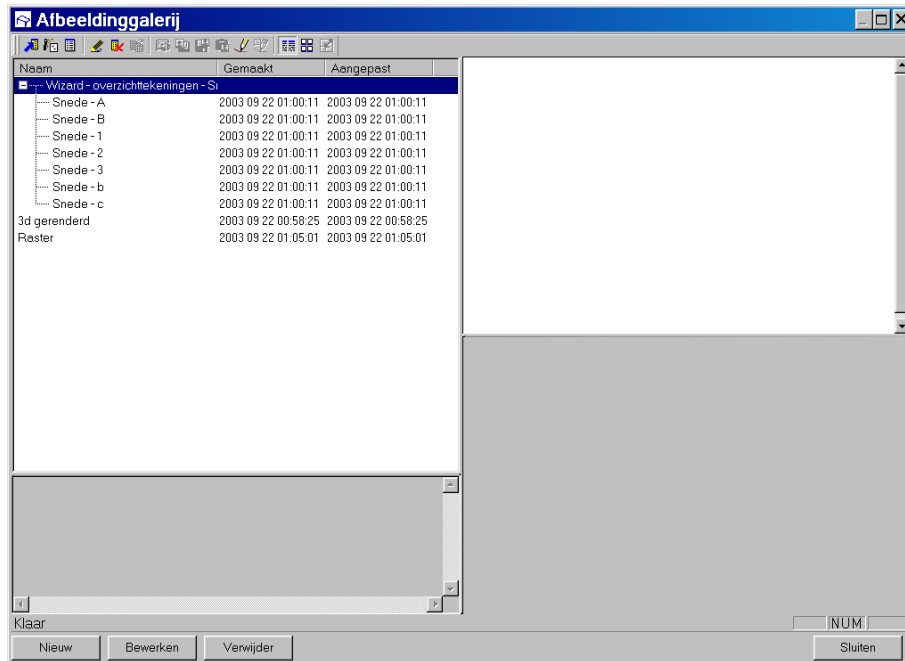 Afbeeldinggalerij
Naam Gemaakt Aangepast
Wizard - overzichttekeningen - Si
Snede - A 2003 09 22 01:00:11 2003 09 22 01:00:11
Snede - B 2003 09 22 01:00:11 2003 09 22 01:00:11
Snede - 1 2003 09 22 01:00:11 2003 09 22 01:00:11
Snede - 2 2003 09 22 01:00:11 2003 09 22 01:00:11
Snede - 3 2003 09 22 01:00:11 2003 09 22 01:00:11
Snede - b 2003 09 22 01:00:11 2003 09 22 01:00:11
Snede - c 2003 09 22 01:00:11 2003 09 22 01:00:11
3d gerenderd 2003 09 22 00:58:25 2003 09 22 00:58:25
Raster 2003 09 22 01:05:01 2003 09 22 01:05:01
Klaar NUM
Nieuw Bewerken Verwijder Sluiten